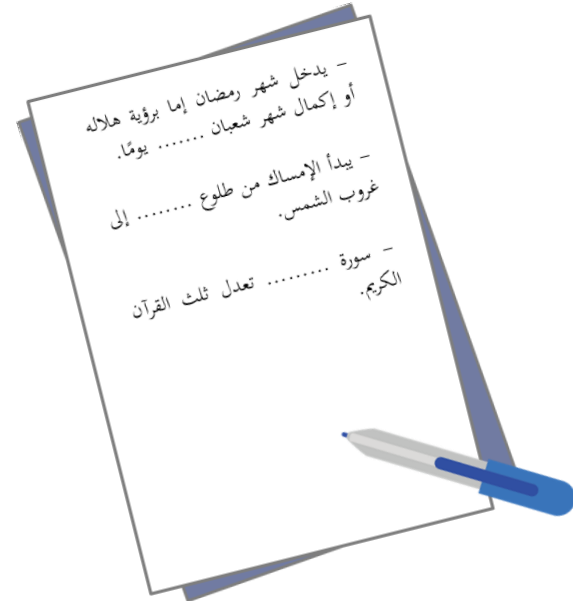 – يدخل شهر رمضان إما برؤية هلاله
أو إكمال شهر شعبان ....... يومًا.
– يبدأ الإمساك من طلوع ........ إلى
غروب الشمس.
– سورة ......... تعدل ثلث القرآن
الكريم.